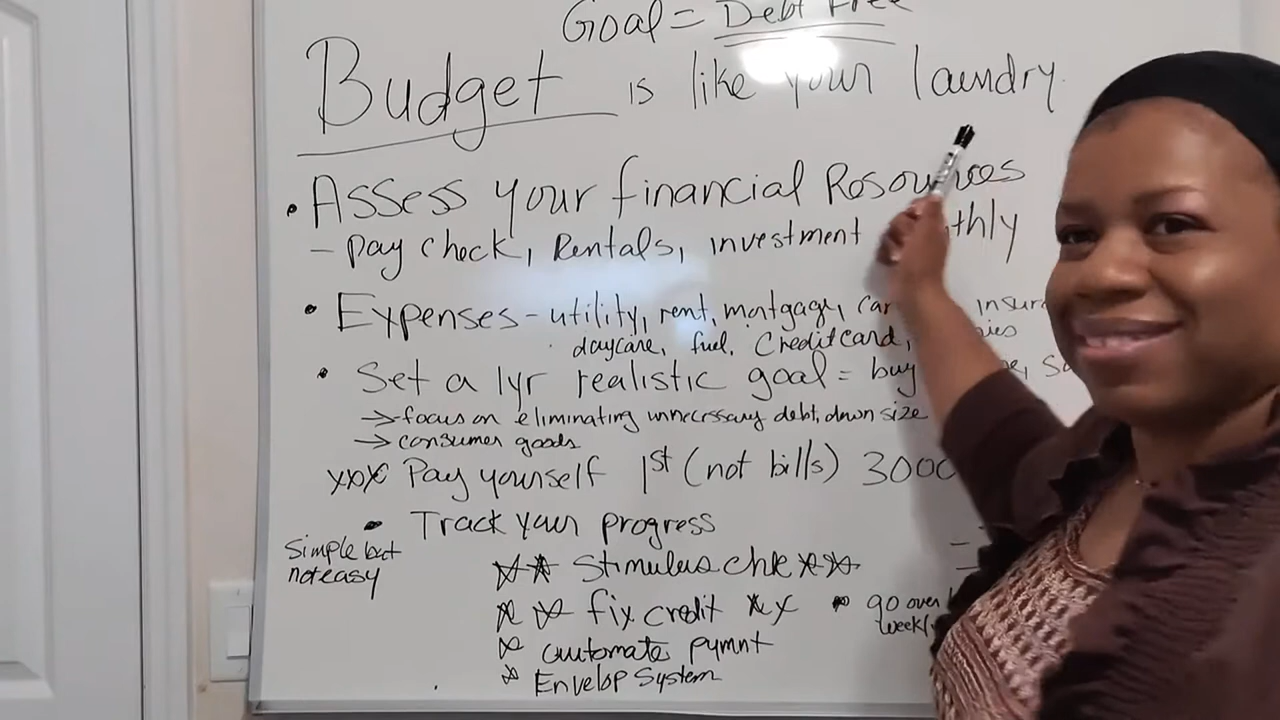 Goal = Debt Free
Budget is like your laundry.
• Assess your financial Resources
- pay check, Rentals, investment
• Expenses - utility, rent, mortgage, car
daycare, fuel, Credit card,
• Set a 1yr realistic goal = buy
→ focus on eliminating unnecessary debt, down size
→ consumer goods
xxx Pay yourself 1st (not bills) 3000
• Track your progress
simple but
not easy
** Stimulus chk **
** fix credit *x
• go over
weekly
* automate pymnt
* Envelop System